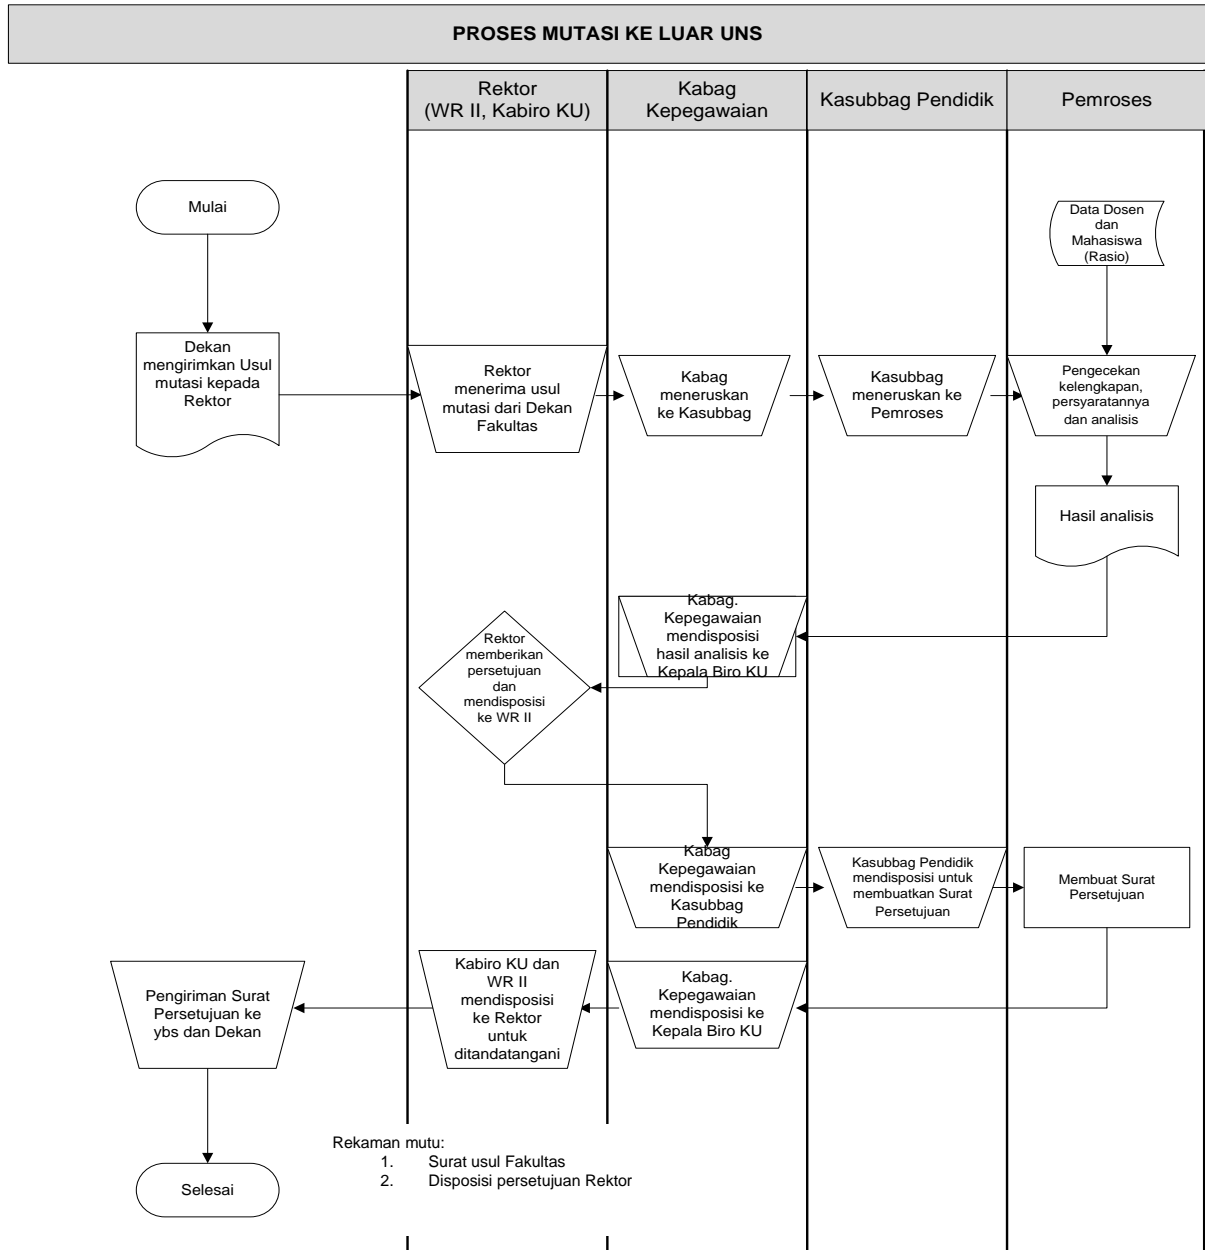 PROSES MUTASI KE LUAR UNS
Rektor
(WR II, Kabiro KU)
Kabag
Kepegawaian
Kasubbag Pendidik
Pemroses
Mulai
Data Dosen
dan
Mahasiswa
(Rasio)
Dekan
mengirimkan Usul
mutasi kepada
Rektor
Rektor
menerima usul
mutasi dari Dekan
Fakultas
Kabag
meneruskan
ke Kasubbag
Kasubbag
meneruskan ke
Pemroses
Pengecekan
kelengkapan,
persyaratannya
dan analisis
Hasil analisis
Kabag.
Kepegawaian
mendisposisi
hasil analisis ke
Kepala Biro KU
Rektor
memberikan
persetujuan
dan
mendisposisi
ke WR II
Kabag
Kepegawaian
mendisposisi ke
Kasubbag
Pendidik
Kasubbag Pendidik
mendisposisi untuk
membuatkan Surat
Persetujuan
Membuat Surat
Persetujuan
Kabag.
Kepegawaian
mendisposisi ke
Kepala Biro KU
Kabiro KU dan
WR II
mendisposisi
ke Rektor
untuk
ditandatangani
Pengiriman Surat
Persetujuan ke
ybs dan Dekan
Selesai
Rekaman mutu:
1. Surat usul Fakultas
2. Disposisi persetujuan Rektor